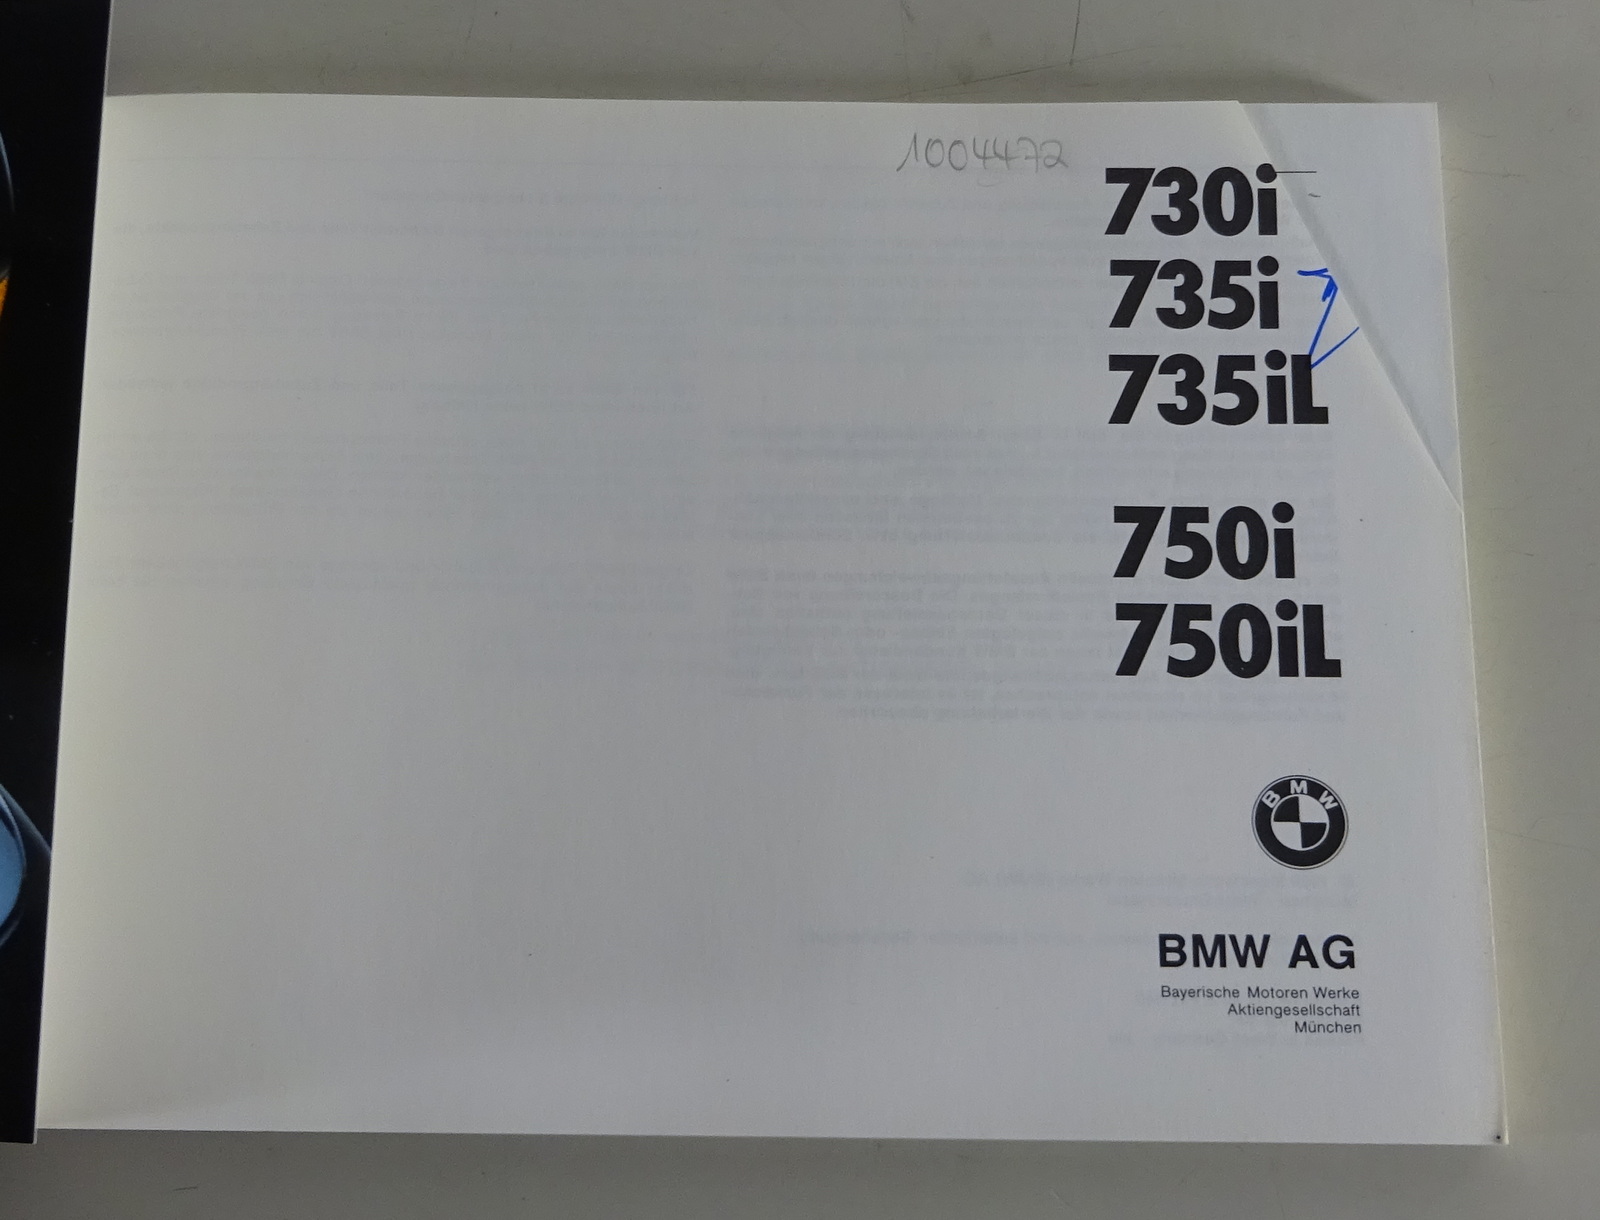 1004472
730i
735i
735iL
750i
750iL
BMW
BMW AG
Bayerische Motoren Werke
Aktiengesellschaft
München